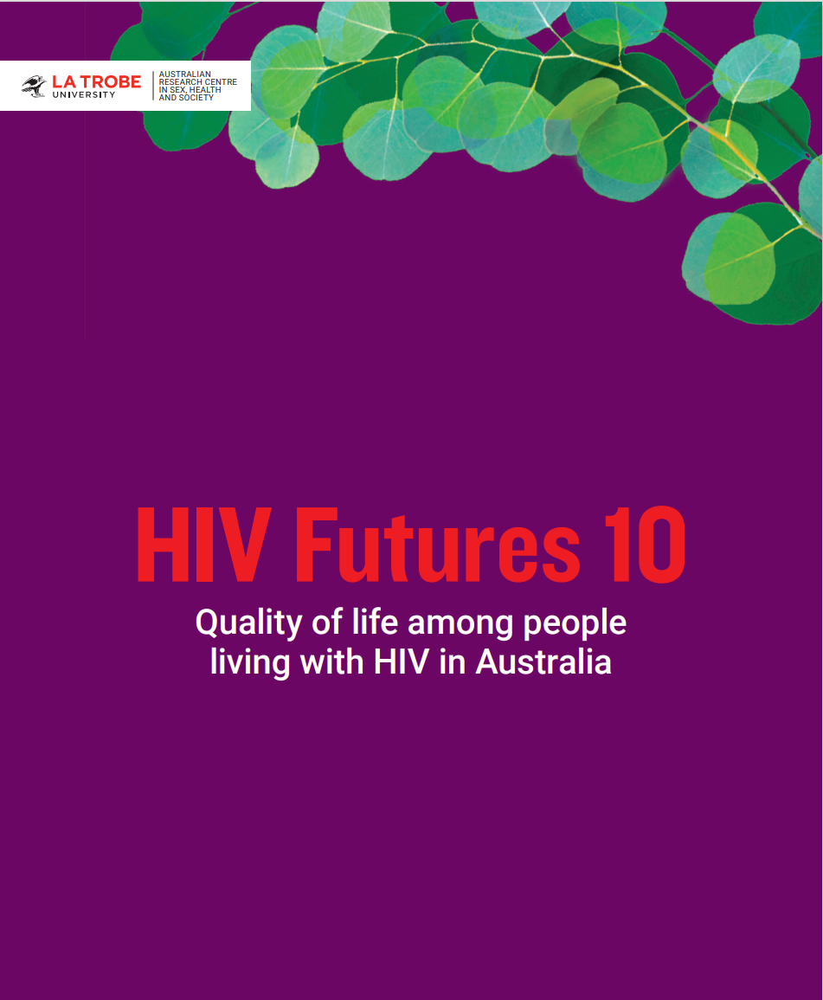 LA TROBE
UNIVERSITY
AUSTRALIAN
RESEARCH CENTRE
IN SEX, HEALTH
AND SOCIETY
HIV Futures 10
Quality of life among people
living with HIV in Australia